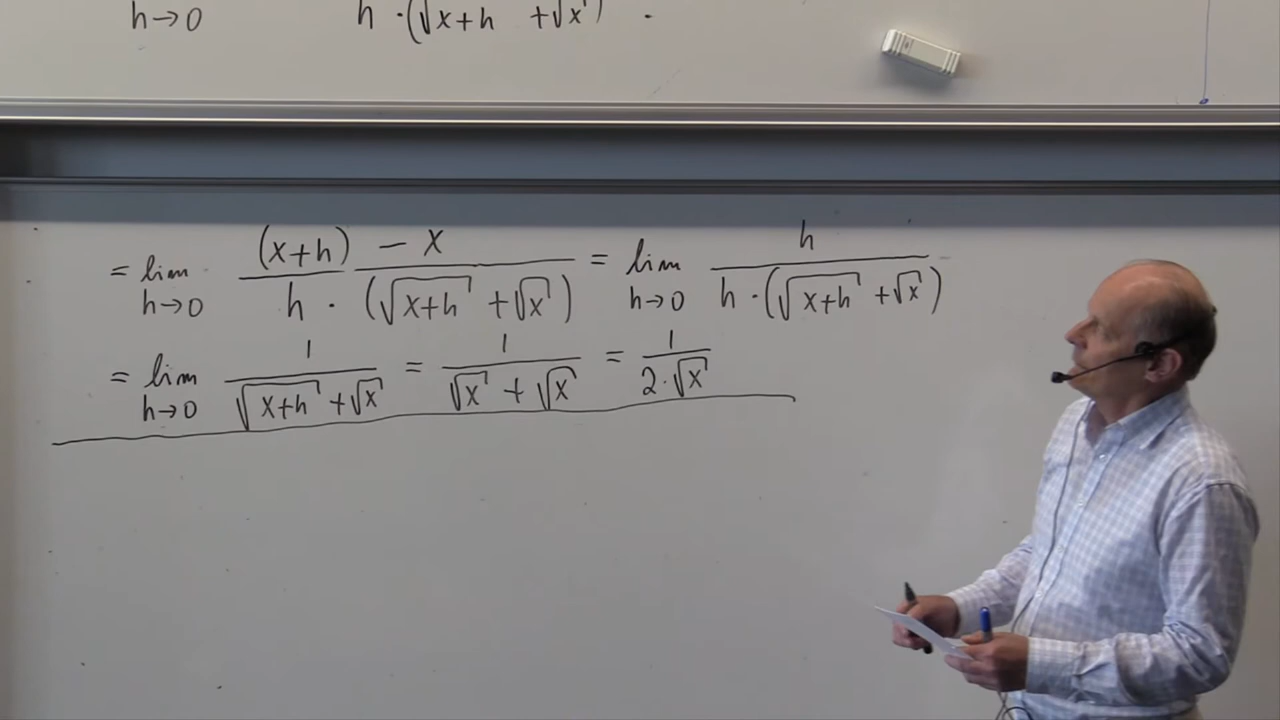 h→0 h ·(√x+h +√x) .
= lim h→0 (x+h) − x / h · (√x+h + √x) = lim h→0 h / h ·(√x+h +√x)
= lim h→0 1 / √x+h +√x = 1 / √x + √x = 1 / 2·√x